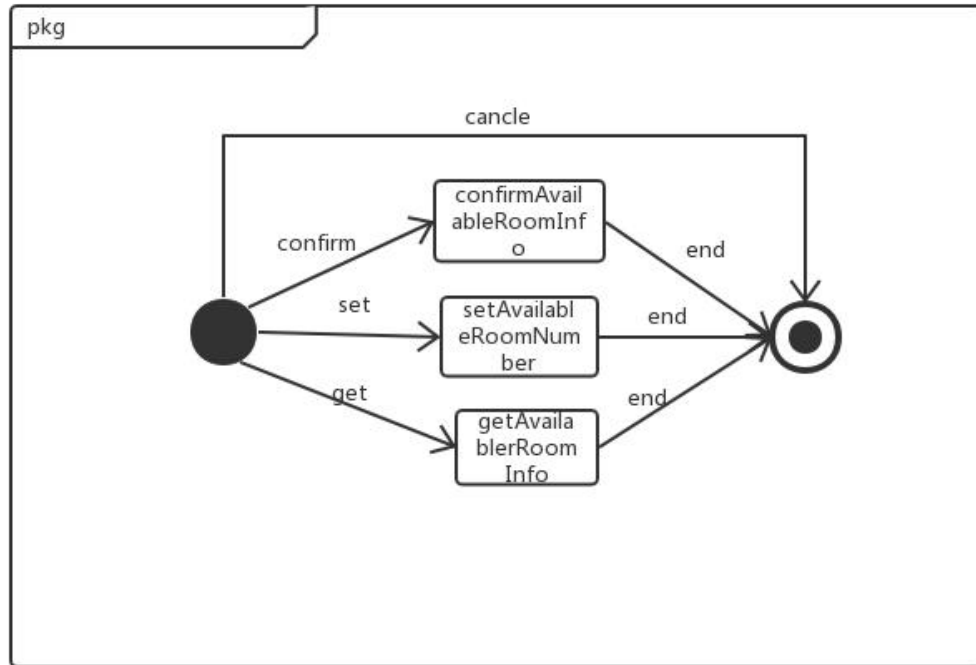 pkg
cancle
confirmAvail
ableRoomInf
o
confirm
end
set
setAvailabl
eRoomNum
ber
end
get
getAvaila
blerRoom
Info
end